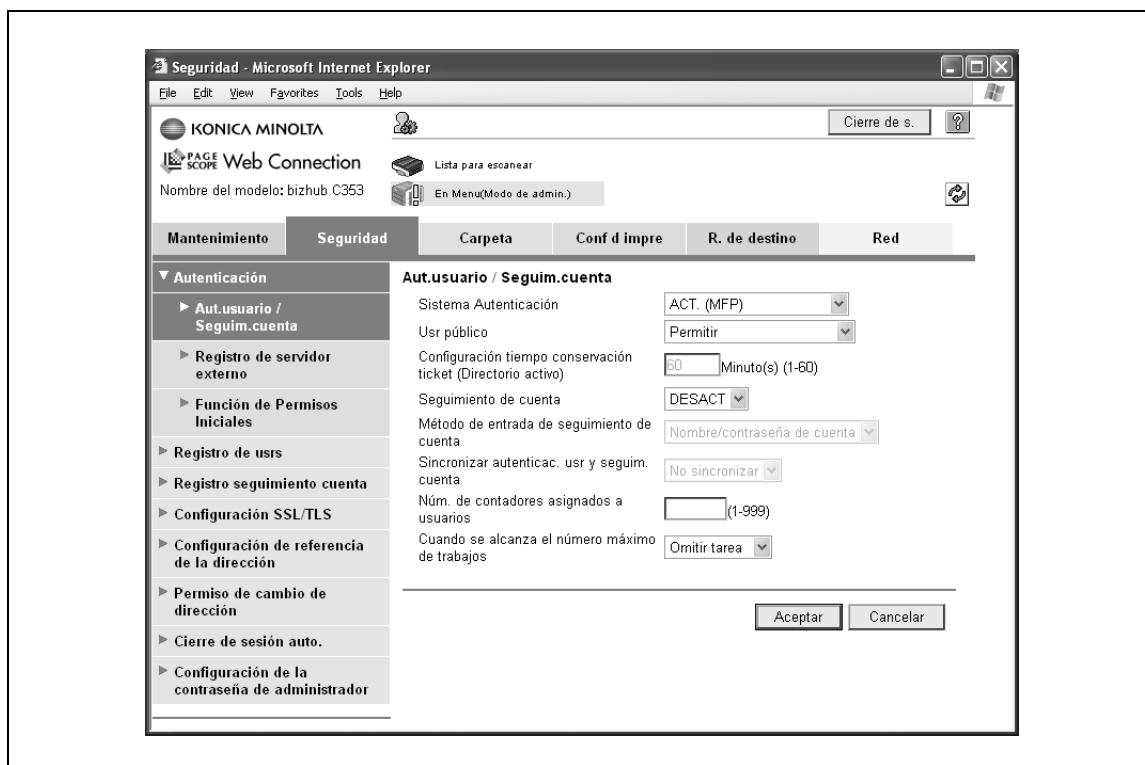 Seguridad - Microsoft Internet Explorer
File Edit View Favorites Tools Help
KONICA MINOLTA
Cierre de s.
?
PAGE SCOPE Web Connection
Lista para escanear
Nombre del modelo: bizhub C353
En Menu(Modo de admin.)
Mantenimiento Seguridad Carpeta Conf d impre R. de destino Red
Autenticación
Aut.usuario /
Seguim.cuenta
Registro de servidor
externo
Función de Permisos
Iniciales
Registro de usrs
Registro seguimiento cuenta
Configuración SSL/TLS
Configuración de referencia
de la dirección
Permiso de cambio de
dirección
Cierre de sesión auto.
Configuración de la
contraseña de administrador
Aut.usuario / Seguim.cuenta
Sistema Autenticación ACT. (MFP)
Usr público Permitir
Configuración tiempo conservación
ticket (Directorio activo) 60 Minuto(s) (1-60)
Seguimiento de cuenta DESACT
Método de entrada de seguimiento de
cuenta Nombre/contraseña de cuenta
Sincronizar autenticac. usr y seguim.
cuenta No sincronizar
Núm. de contadores asignados a
usuarios (1-999)
Cuando se alcanza el número máximo
de trabajos Omitir tarea
Aceptar Cancelar